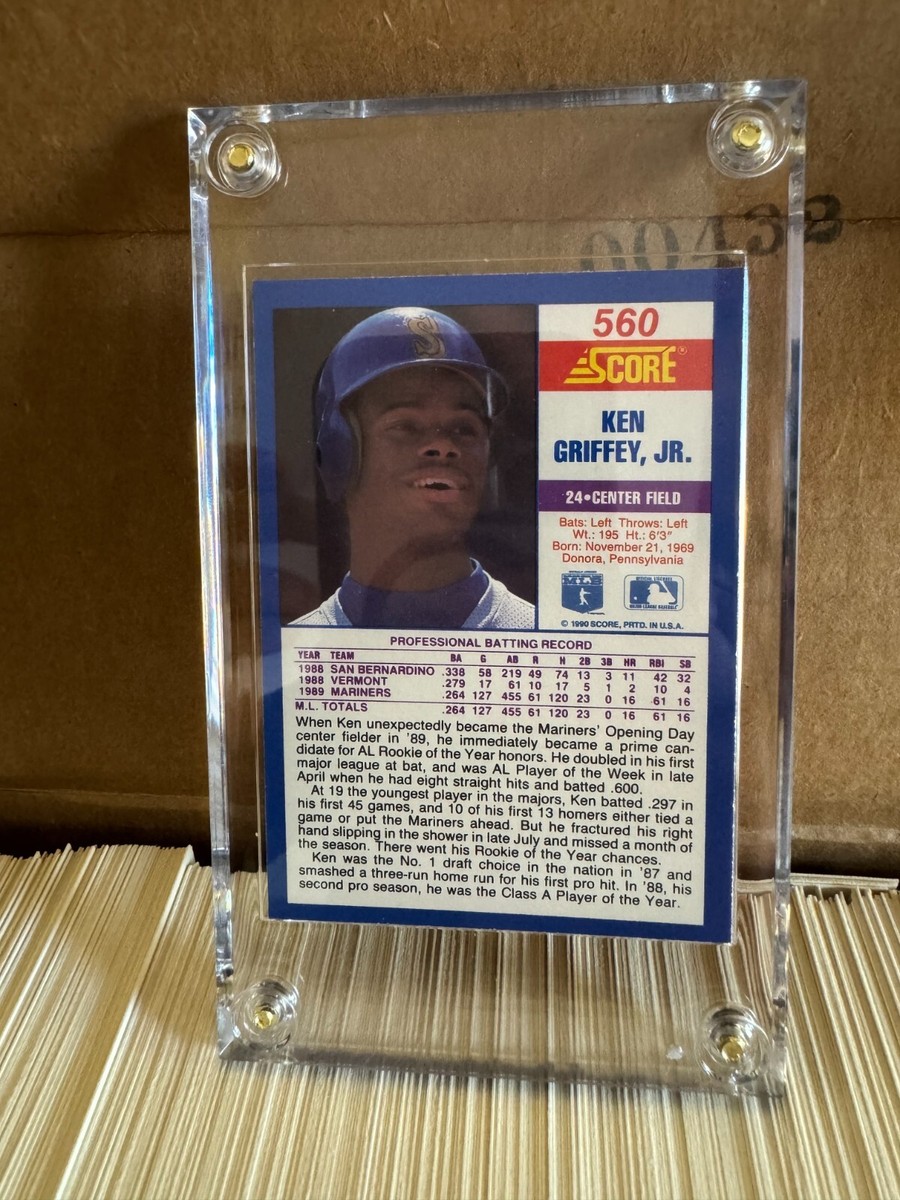 00432
S
560
SCORE®
KEN
GRIFFEY, JR.
24•CENTER FIELD
Bats: Left Throws: Left
Wt.: 195 Ht.: 6'3"
Born: November 21, 1969
Donora, Pennsylvania
MAJOR LEAGUE BASEBALL
© 1990 SCORE, PRTD. IN U.S.A.
PROFESSIONAL BATTING RECORD
YEAR TEAM BA G AB R H 2B 3B HR RBI SB
1988 SAN BERNARDINO .338 58 219 49 74 13 3 11 42 32
1988 VERMONT .279 17 61 10 17 5 1 2 10 4
1989 MARINERS .264 127 455 61 120 23 0 16 61 16
M.L. TOTALS .264 127 455 61 120 23 0 16 61 16
When Ken unexpectedly became the Mariners' Opening Day
center fielder in '89, he immediately became a prime can-
didate for AL Rookie of the Year honors. He doubled in his first
major league at bat, and was AL Player of the Week in late
April when he had eight straight hits and batted .600.
At 19 the youngest player in the majors, Ken batted .297 in
his first 45 games, and 10 of his first 13 homers either tied a
game or put the Mariners ahead. But he fractured his right
hand slipping in the shower in late July and missed a month of
the season. There went his Rookie of the Year chances.
Ken was the No. 1 draft choice in the nation in '87 and
smashed a three-run home run for his first pro hit. In '88, his
second pro season, he was the Class A Player of the Year.